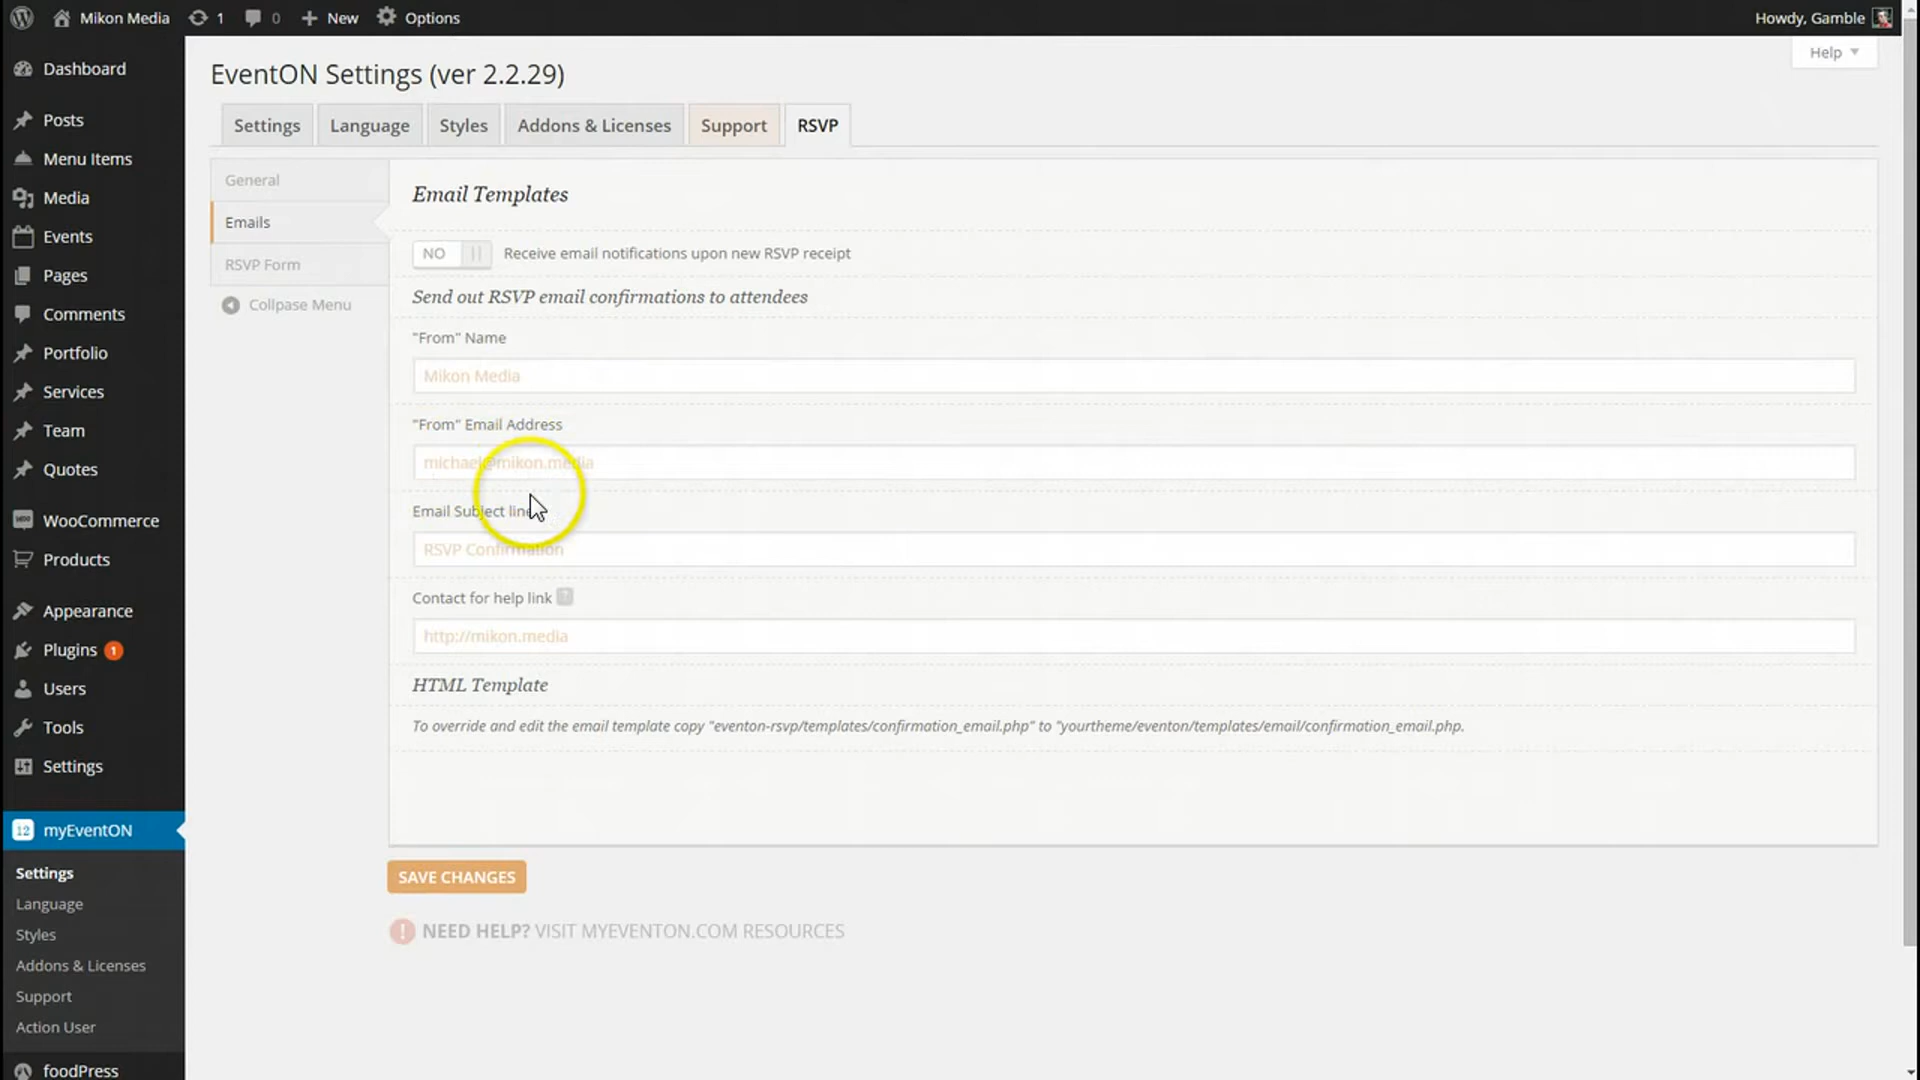 Mikon Media 1 0 New Options Howdy, Gamble
Help
Dashboard
Posts
Menu Items
Media
Events
Pages
Comments
Portfolio
Services
Team
Quotes
WooCommerce
Products
Appearance
Plugins 1
Users
Tools
Settings
12 myEventON
Settings
Language
Styles
Addons & Licenses
Support
Action User
foodPress
EventON Settings (ver 2.2.29)
Settings Language Styles Addons & Licenses Support RSVP
General
Emails
RSVP Form
Collpase Menu
Email Templates
NO Receive email notifications upon new RSVP receipt
Send out RSVP email confirmations to attendees
"From" Name
Mikon Media
"From" Email Address
michael@mikon.media
Email Subject line
RSVP Confirmation
Contact for help link ?
http://mikon.media
HTML Template
To override and edit the email template copy "eventon-rsvp/templates/confirmation_email.php" to "yourtheme/eventon/templates/email/confirmation_email.php.
SAVE CHANGES
! NEED HELP? VISIT MYEVENTON.COM RESOURCES